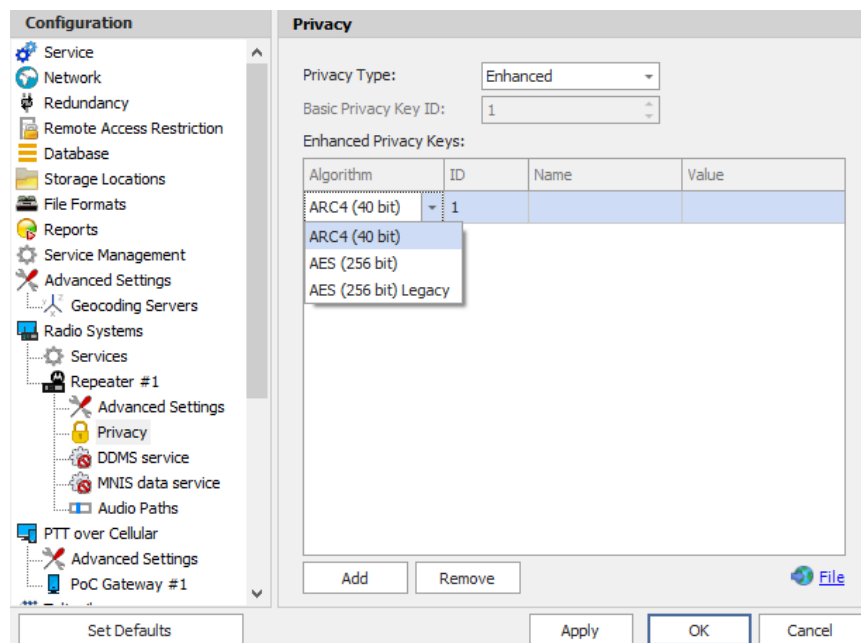 Configuration
Service
Network
Redundancy
Remote Access Restriction
Database
Storage Locations
File Formats
Reports
Service Management
Advanced Settings
Geocoding Servers
Radio Systems
Services
Repeater #1
Advanced Settings
Privacy
DDMS service
MNIS data service
Audio Paths
PTT over Cellular
Advanced Settings
PoC Gateway #1
Set Defaults
Privacy
Privacy Type: Enhanced
Basic Privacy Key ID: 1
Enhanced Privacy Keys:
Algorithm ID Name Value
ARC4 (40 bit) 1
ARC4 (40 bit)
AES (256 bit)
AES (256 bit) Legacy
Add Remove File
Apply OK Cancel